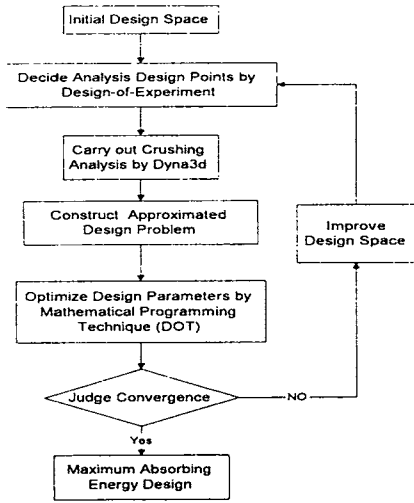 Initial Design Space
Decide Analysis Design Points by
Design-of-Experiment
Carry out Crushing
Analysis by Dyna3d
Construct Approximated
Design Problem
Improve
Design Space
Optimize Design Parameters by
Mathematical Programming
Technique (DOT)
Judge Convergence
NO
Yes
Maximum Absorbing
Energy Design